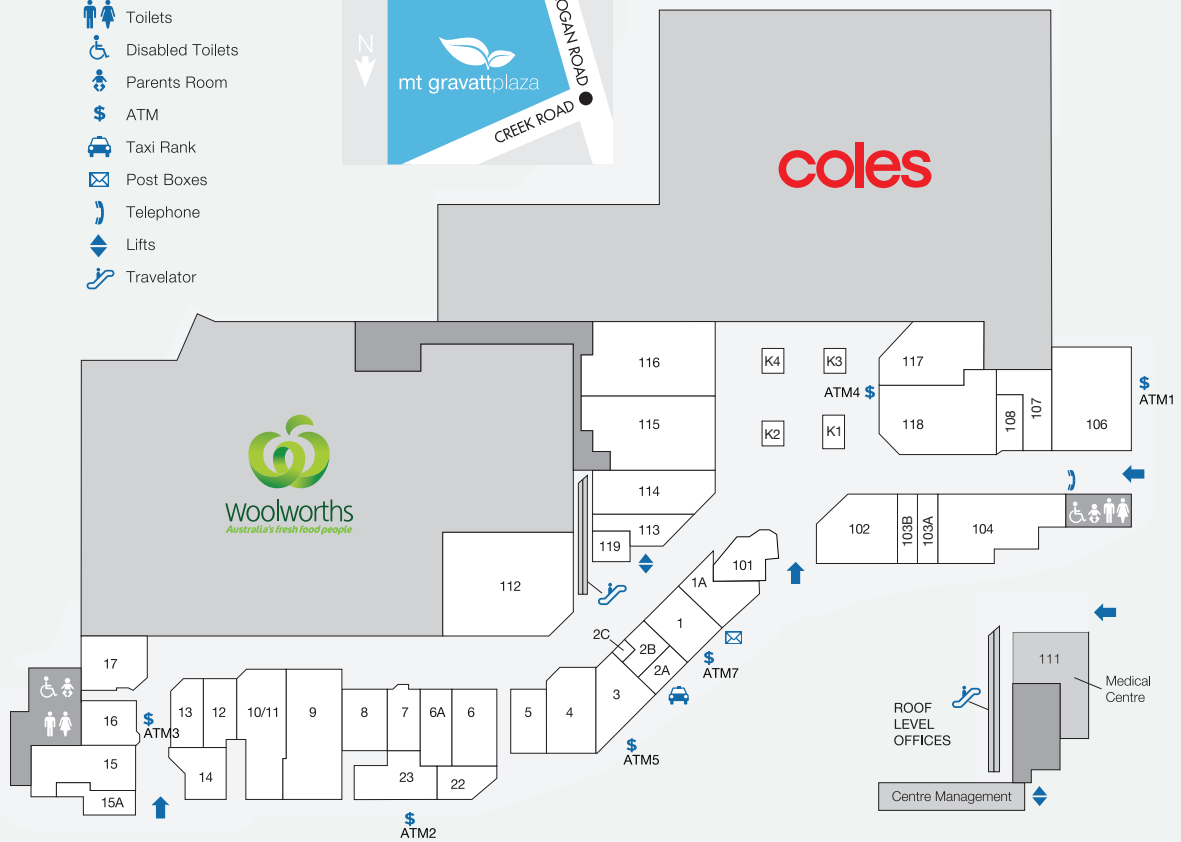 Toilets
Disabled Toilets
Parents Room
$ ATM
Taxi Rank
Post Boxes
Telephone
Lifts
Travelator
N
mt gravattplaza
LOGAN ROAD
CREEK ROAD
coles
Woolworths
Australia's fresh food people
116
115
114
113
119
112
K4
K3
K2
K1
117
ATM4 $
118
108
107
106
$
ATM1
102
103B
103A
104
101
1A
1
2C
2B
2A
3
$
ATM7
4
5
$
ATM5
17
16
$
ATM3
15
15A
13
12
14
10/11
9
8
7
6A
6
23
22
$
ATM2
111
Medical
Centre
ROOF
LEVEL
OFFICES
Centre Management